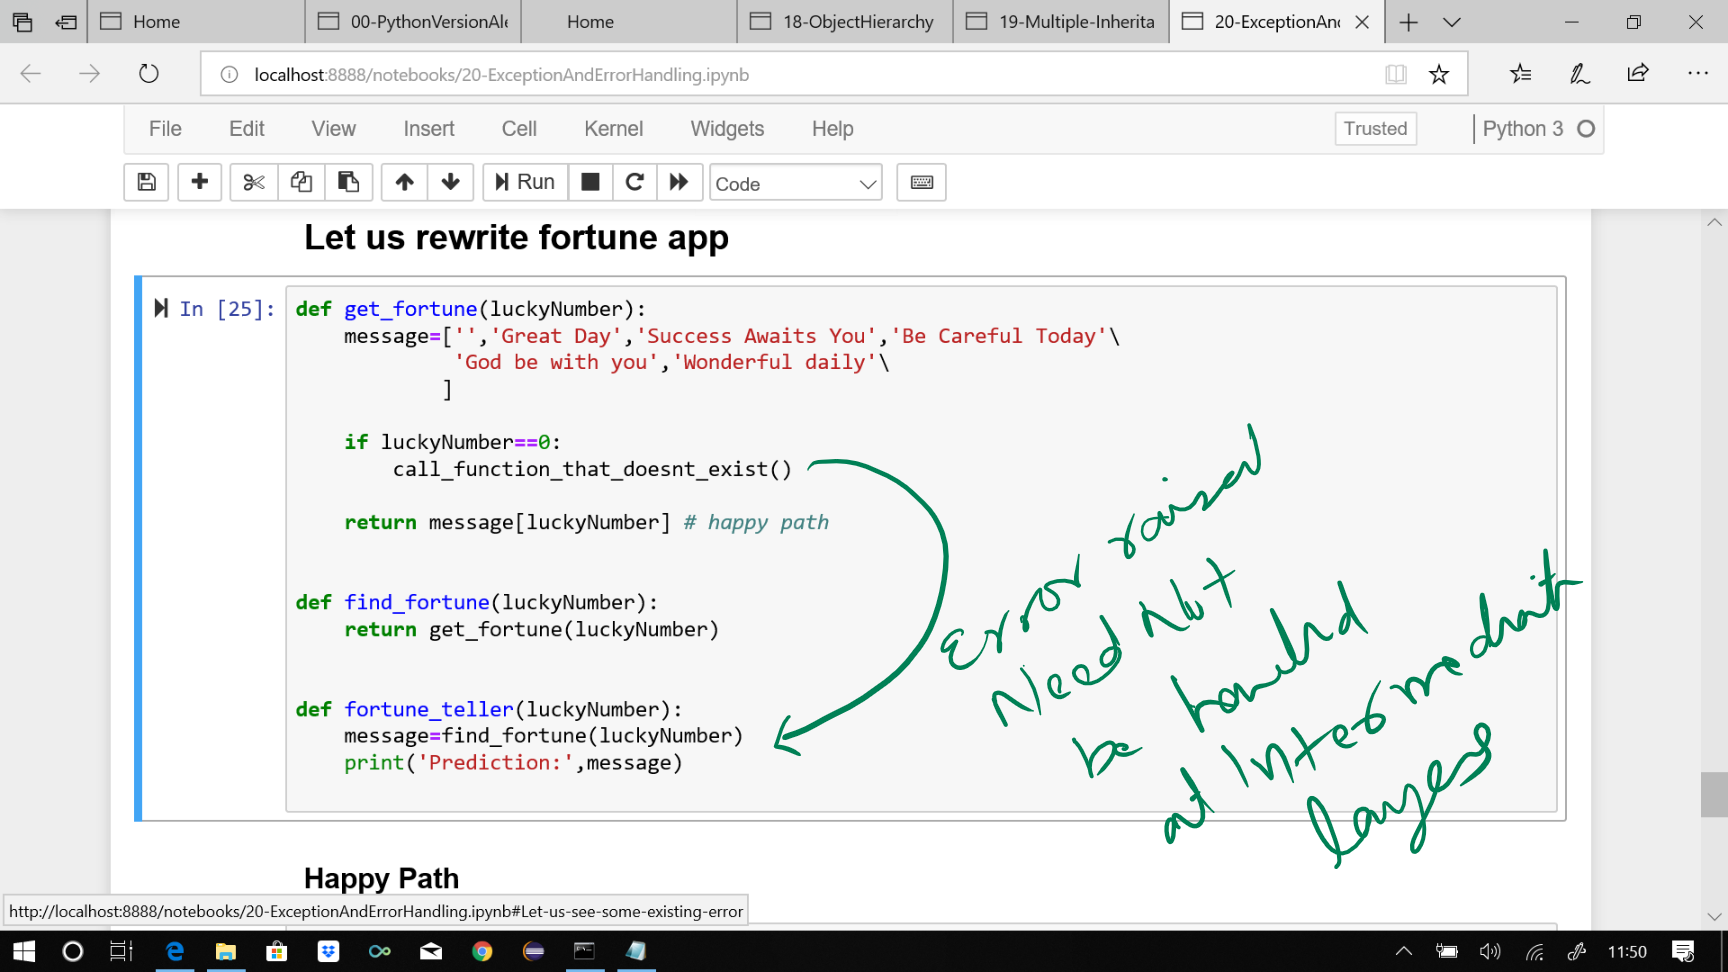 Home
00-PythonVersionAle
Home
18-ObjectHierarchy
19-Multiple-Inherita
20-ExceptionAn
localhost:8888/notebooks/20-ExceptionAndErrorHandling.ipynb
File Edit View Insert Cell Kernel Widgets Help Trusted Python 3
Run Code
Let us rewrite fortune app
In [25]: def get_fortune(luckyNumber):
message=['','Great Day','Success Awaits You','Be Careful Today'\
'God be with you','Wonderful daily'\
]
if luckyNumber==0:
call_function_that_doesnt_exist()
return message[luckyNumber] # happy path
def find_fortune(luckyNumber):
return get_fortune(luckyNumber)
def fortune_teller(luckyNumber):
message=find_fortune(luckyNumber)
print('Prediction:',message)
Error raised
Need Not
be
at
layers
Happy Path
http://localhost:8888/notebooks/20-ExceptionAndErrorHandling.ipynb#Let-us-see-some-existing-error
11:50